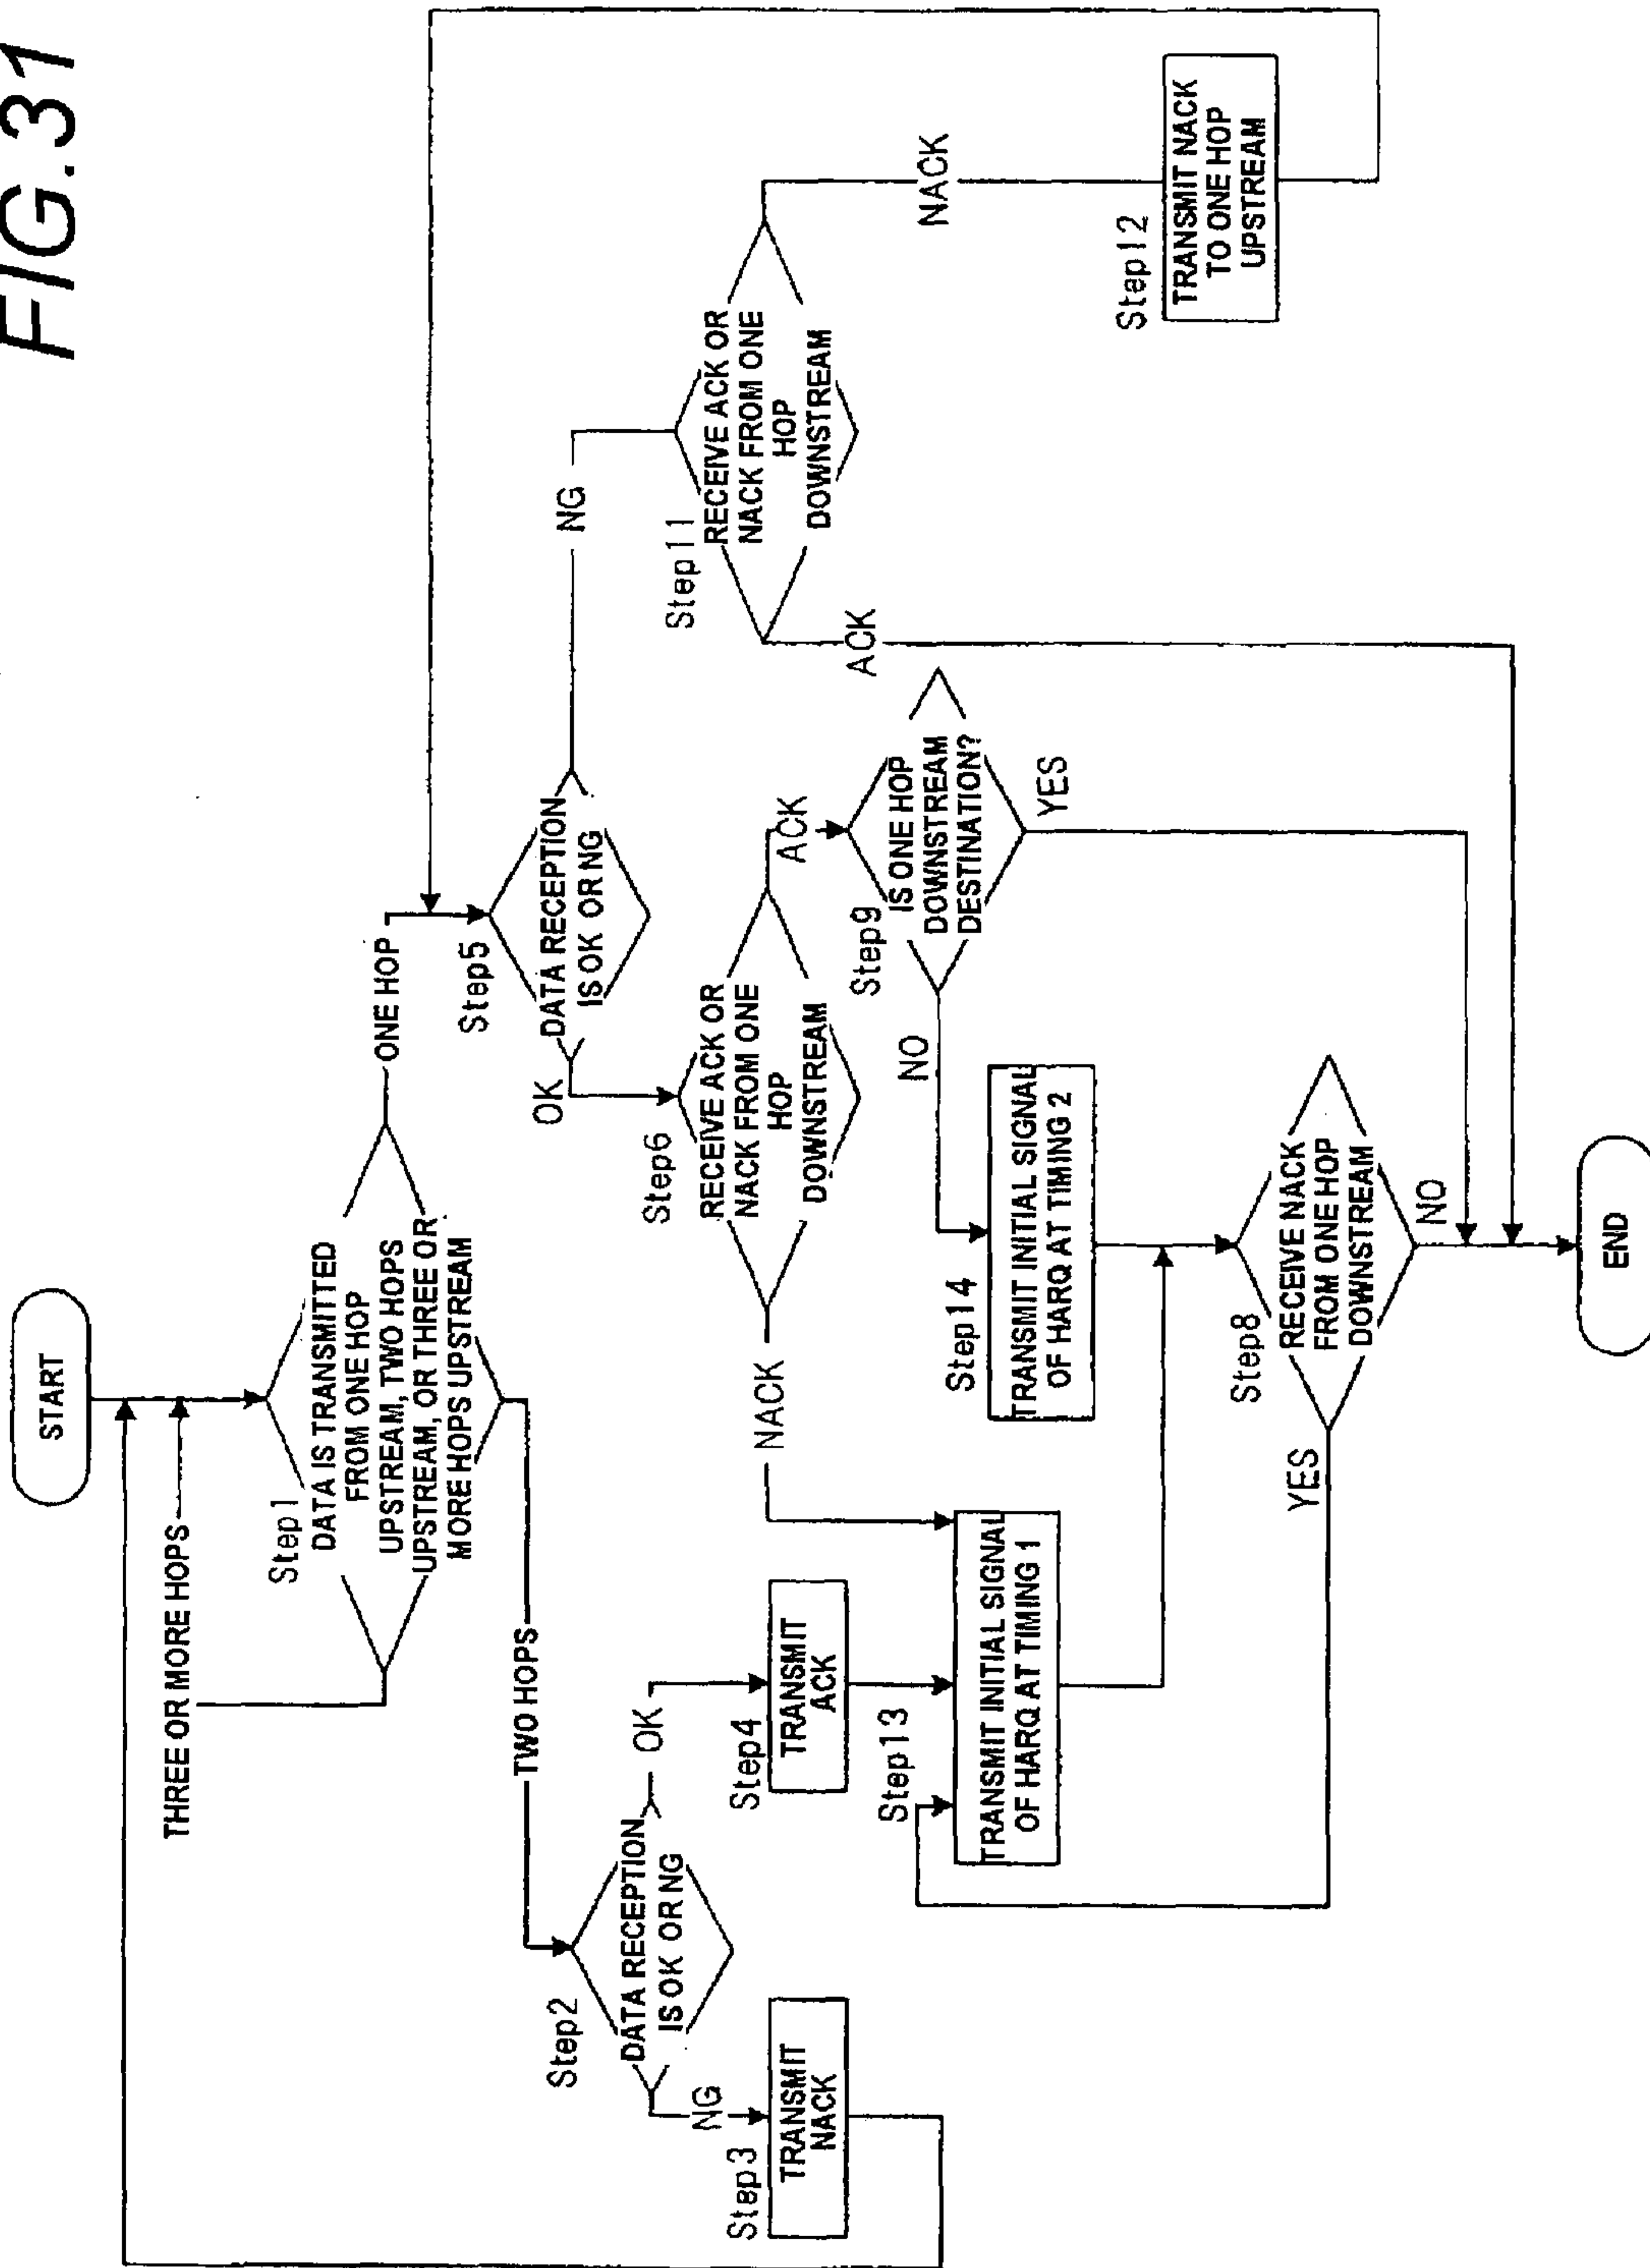 FIG.31
START
THREE OR MORE HOPS
Step1
DATA IS TRANSMITTED
FROM ONE HOP
UPSTREAM, TWO HOPS
UPSTREAM, OR THREE OR
MORE HOPS UPSTREAM
ONE HOP
TWO HOPS
Step2
DATA RECEPTION
IS OK OR NG
NG
OK
Step3
TRANSMIT
NACK
Step4
TRANSMIT
ACK
Step5
DATA RECEPTION
IS OK OR NG
OK
NG
Step6
RECEIVE ACK OR
NACK FROM ONE
HOP
DOWNSTREAM
NACK
ACK
Step11
RECEIVE ACK OR
NACK FROM ONE
HOP
DOWNSTREAM
ACK
NACK
Step12
TRANSMIT NACK
TO ONE HOP
UPSTREAM
Step9
IS ONE HOP
DOWNSTREAM
DESTINATION?
NO
YES
Step13
TRANSMIT INITIAL SIGNAL
OF HARQ AT TIMING 1
Step14
TRANSMIT INITIAL SIGNAL
OF HARQ AT TIMING 2
Step8
RECEIVE NACK
FROM ONE HOP
DOWNSTREAM
YES
NO
END